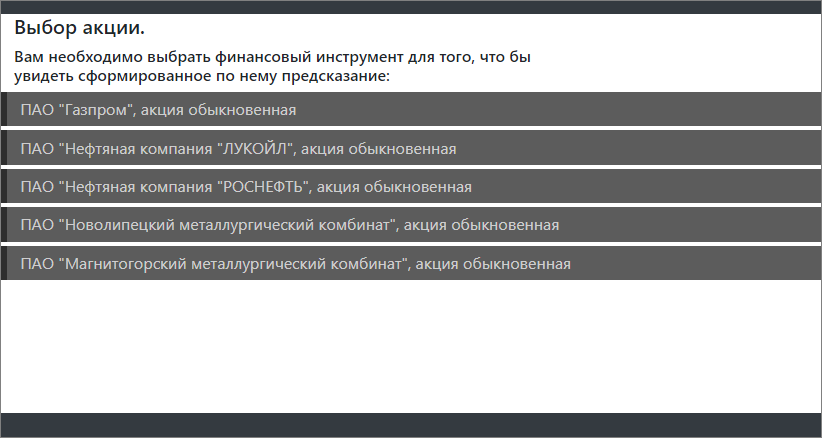 Выбор акции.
Вам необходимо выбрать финансовый инструмент для того, что бы
увидеть сформированное по нему предсказание:
ПАО "Газпром", акция обыкновенная
ПАО "Нефтяная компания "ЛУКОЙЛ", акция обыкновенная
ПАО "Нефтяная компания "РОСНЕФТЬ", акция обыкновенная
ПАО "Новолипецкий металлургический комбинат", акция обыкновенная
ПАО "Магнитогорский металлургический комбинат", акция обыкновенная